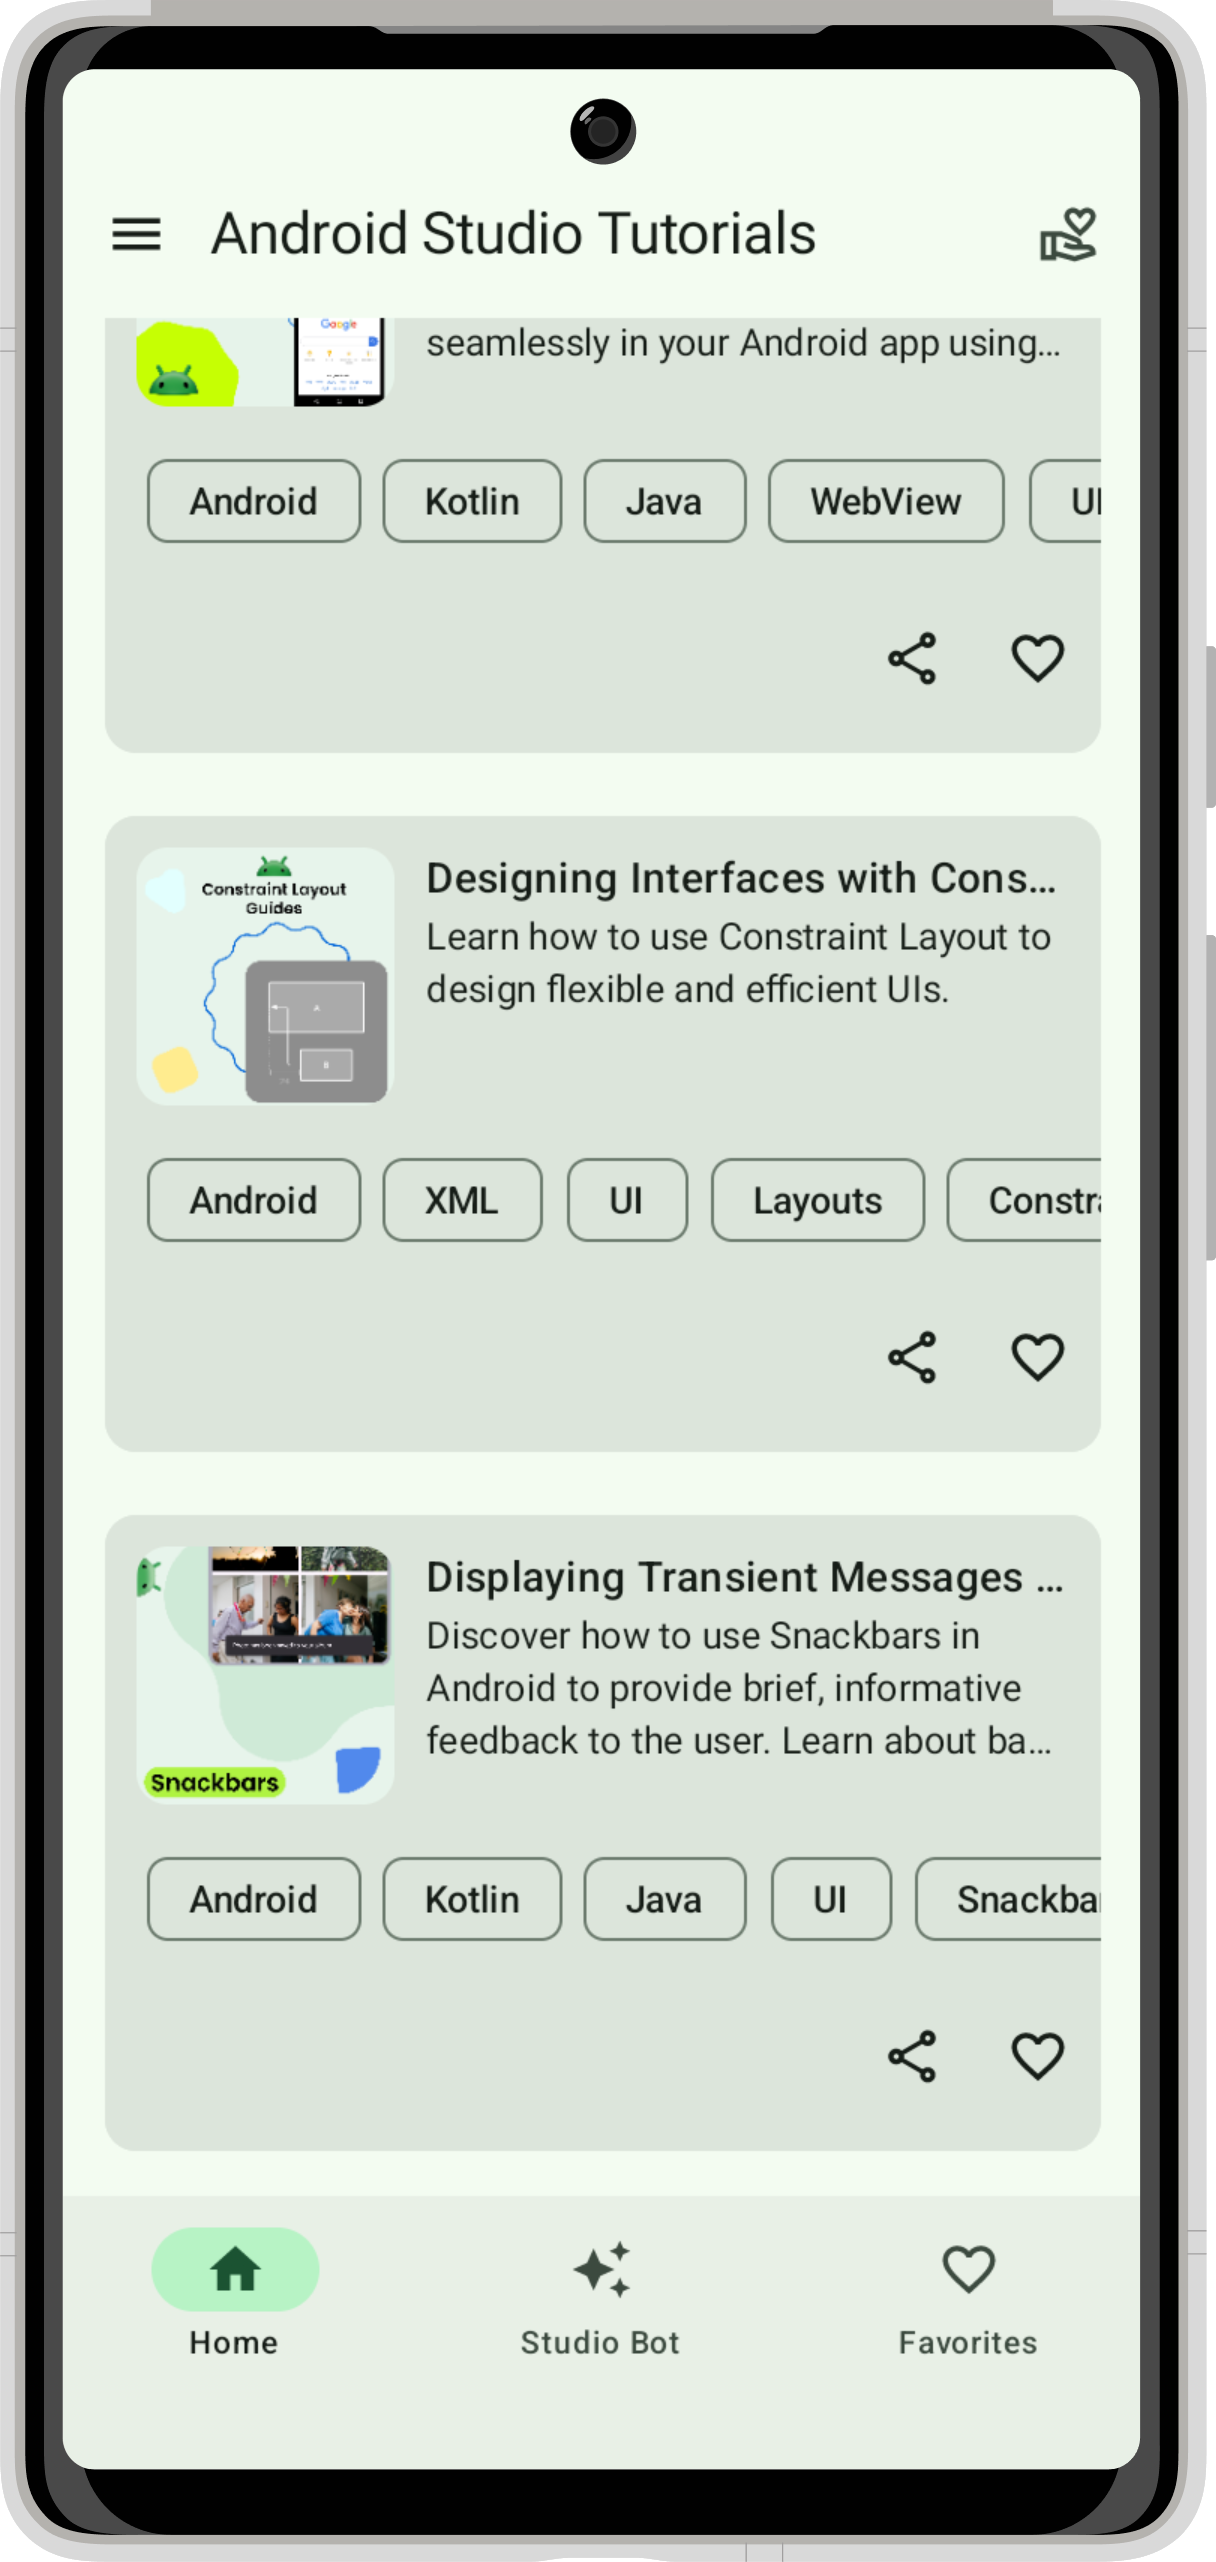 Android Studio Tutorials
Google
seamlessly in your Android app using...
Android
Kotlin
Java
WebView
Constraint Layout
Guides
A
B
Designing Interfaces with Cons...
Learn how to use Constraint Layout to
design flexible and efficient UIs.
Android
XML
UI
Layouts
Constra
Displaying Transient Messages ...
Discover how to use Snackbars in
Android to provide brief, informative
feedback to the user. Learn about ba...
Snackbars
Android
Kotlin
Java
UI
Snackbar
Home
Studio Bot
Favorites